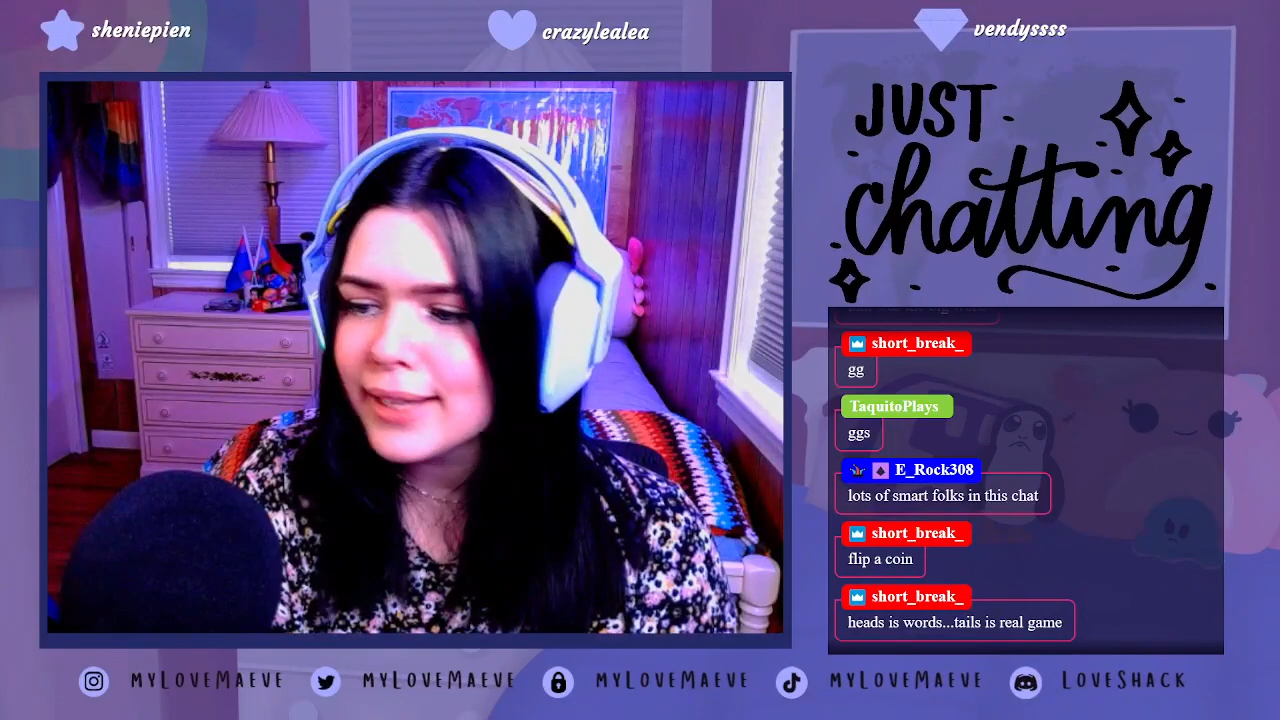 sheniepien
crazylealea
vendyssss
JUST
chatting
short_break_
gg
TaquitoPlays
ggs
E_Rock308
lots of smart folks in this chat
short_break_
flip a coin
short_break_
heads is words...tails is real game
MYLOVEMAEVE
MYLOVEMAEVE
MYLOVEMAEVE
MYLOVEMAEVE
LOVESHACK